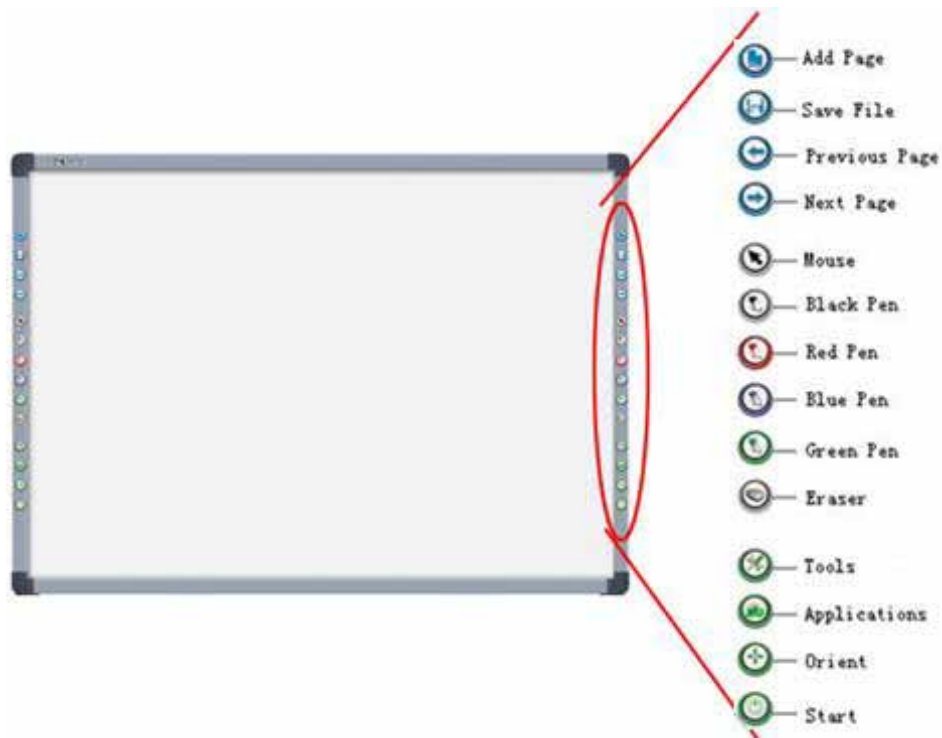 Add Page
Save File
Previous Page
Next Page
Mouse
Black Pen
Red Pen
Blue Pen
Green Pen
Eraser
Tools
Applications
Orient
Start